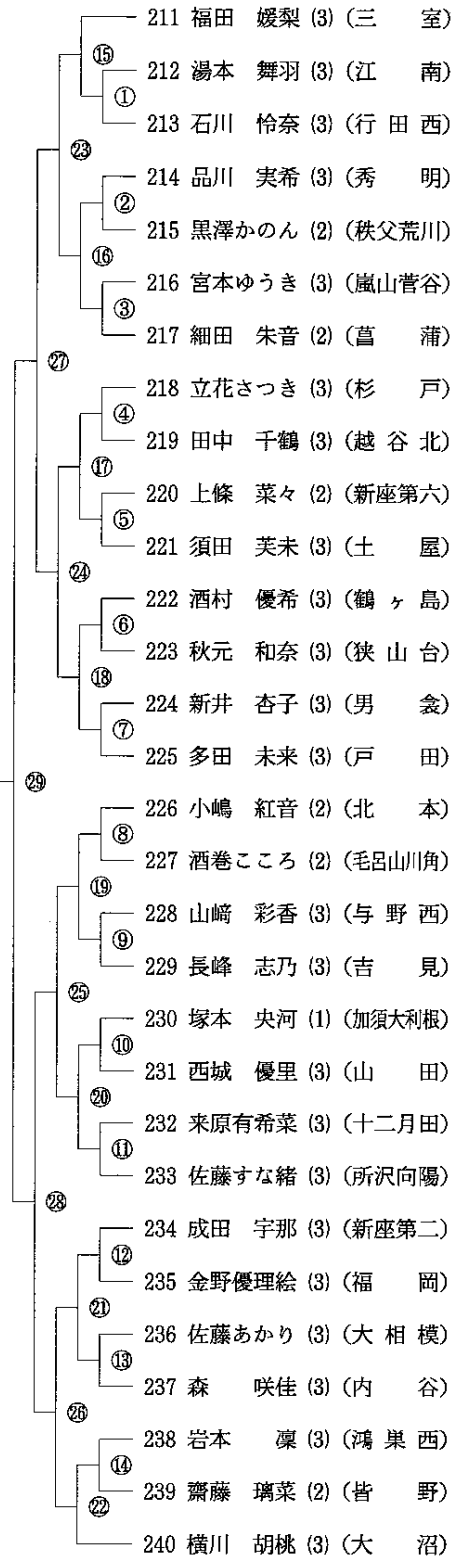 211 福田 媛梨 (3) (三室)
⑮
212 湯本 舞羽 (3) (江南)
①
213 石川 怜奈 (3) (行田西)
㉓
214 品川 実希 (3) (秀明)
②
215 黒澤かのん (2) (秩父荒川)
⑯
216 宮本ゆうき (3) (嵐山菅谷)
③
217 細田 朱音 (2) (菖蒲)
㉗
218 立花さつき (3) (杉戸)
④
219 田中 千鶴 (3) (越谷北)
⑰
220 上條 菜々 (2) (新座第六)
⑤
221 須田 芙未 (3) (土屋)
㉔
222 酒村 優希 (3) (鶴ヶ島)
⑥
223 秋元 和奈 (3) (狭山台)
⑱
224 新井 杏子 (3) (男衾)
⑦
225 多田 未来 (3) (戸田)
㉙
226 小嶋 紅音 (2) (北本)
⑧
227 酒巻こころ (2) (毛呂山川角)
⑲
228 山﨑 彩香 (3) (与野西)
⑨
229 長峰 志乃 (3) (吉見)
㉕
230 塚本 央河 (1) (加須大利根)
⑩
231 西城 優里 (3) (山田)
⑳
232 来原有希菜 (3) (十二月田)
⑪
233 佐藤すな緒 (3) (所沢向陽)
㉘
234 成田 宇那 (3) (新座第二)
⑫
235 金野優理絵 (3) (福岡)
㉑
236 佐藤あかり (3) (大相模)
⑬
237 森 咲佳 (3) (内谷)
㉖
238 岩本 凜 (3) (鴻巣西)
⑭
239 齋藤 璃菜 (2) (皆野)
㉒
240 横川 胡桃 (3) (大沼)